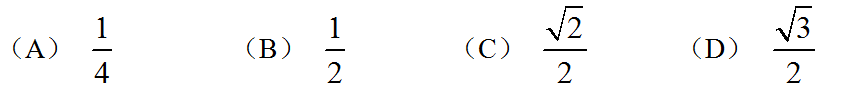 （A） 1/4 （B） 1/2 （C） √2/2 （D） √3/2